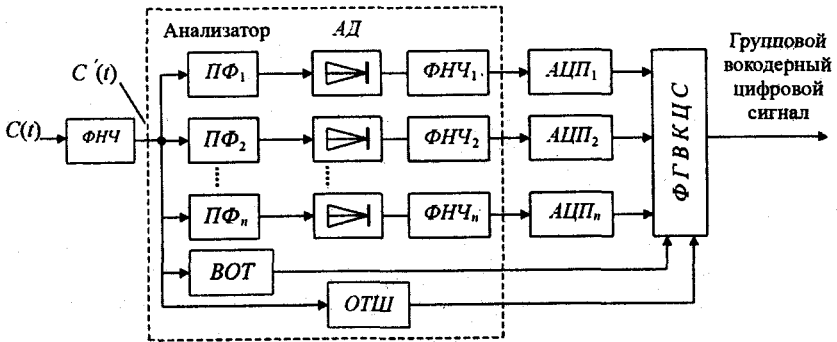 Анализатор
АД
Групповой
вокодерный
цифровой
сигнал
C′(t)
C(t)
ФНЧ
ПФ₁
ФНЧ₁
АЦП₁
ПФ₂
ФНЧ₂
АЦП₂
ПФₙ
ФНЧₙ
АЦПₙ
ФГВКЦС
ВОТ
ОТШ